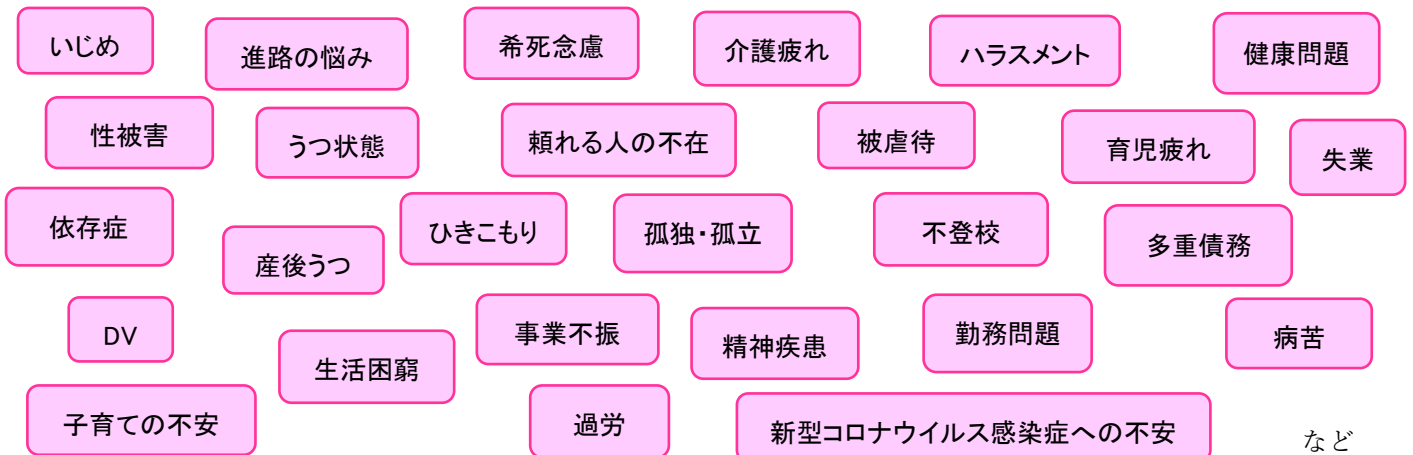 いじめ
進路の悩み
希死念慮
介護疲れ
ハラスメント
健康問題
性被害
うつ状態
頼れる人の不在
被虐待
育児疲れ
失業
依存症
産後うつ
ひきこもり
孤独・孤立
不登校
多重債務
DV
生活困窮
事業不振
精神疾患
勤務問題
病苦
子育ての不安
過労
新型コロナウイルス感染症への不安
など